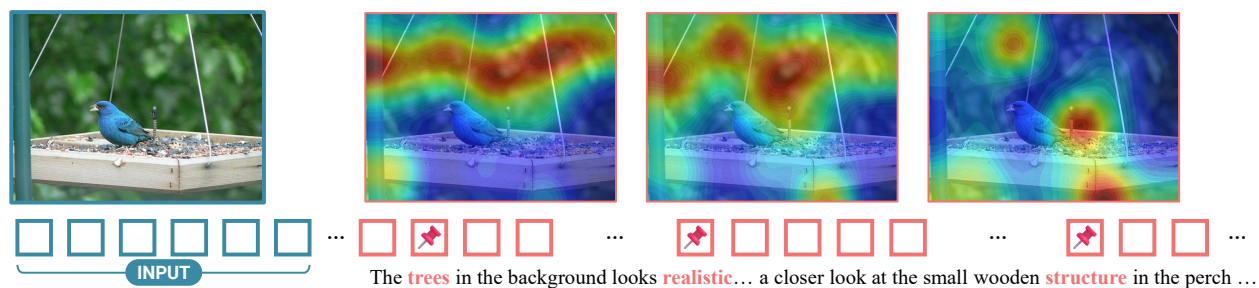 ... ... ... ...
INPUT
The trees in the background looks realistic... a closer look at the small wooden structure in the perch ...